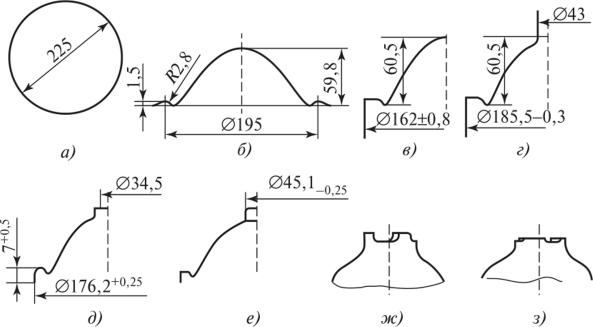 225
а)
1,5
R2,8
59,8
Ø195
б)
60,5
Ø162±0,8
в)
Ø43
60,5
Ø185,5–0,3
г)
Ø34,5
7+0,5
Ø176,2+0,25
д)
Ø45,1–0,25
е)
ж)
з)